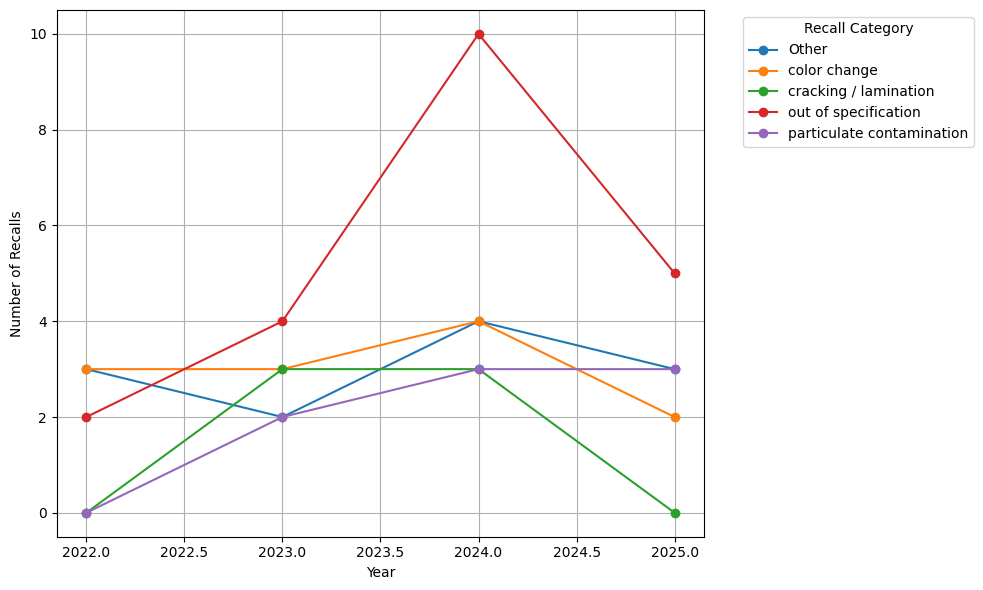 Recall Category
Other
color change
cracking / lamination
out of specification
particulate contamination
Number of Recalls
10
8
6
4
2
0
2022.0 2022.5 2023.0 2023.5 2024.0 2024.5 2025.0
Year